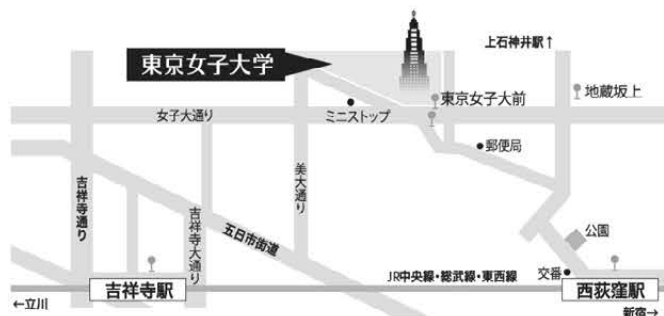 上石神井駅↑
東京女子大学
地蔵坂上
東京女子大前
女子大通り
ミニストップ
郵便局
吉祥寺通り
吉祥寺大通り
美大通り
五日市街道
公園
JR中央線・総武線・東西線
交番
吉祥寺駅
西荻窪駅
←立川
新宿→